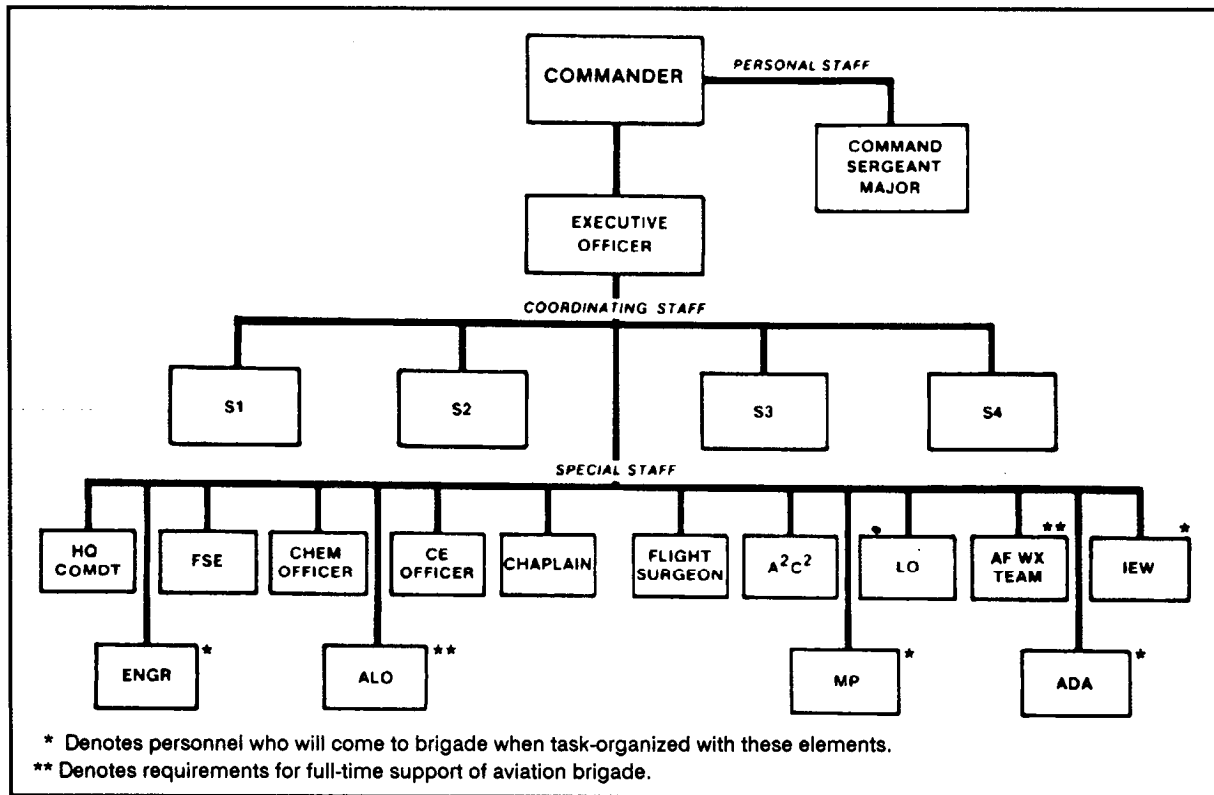 COMMANDER
PERSONAL STAFF
COMMAND
SERGEANT
MAJOR
EXECUTIVE
OFFICER
COORDINATING STAFF
S1
S2
S3
S4
SPECIAL STAFF
HQ
COMDT
FSE
CHEM
OFFICER
CE
OFFICER
CHAPLAIN
FLIGHT
SURGEON
A²C²
LO
AF WX
TEAM
**
IEW
*
ENGR
*
ALO
**
MP
*
ADA
*
* Denotes personnel who will come to brigade when task-organized with these elements.
** Denotes requirements for full-time support of aviation brigade.